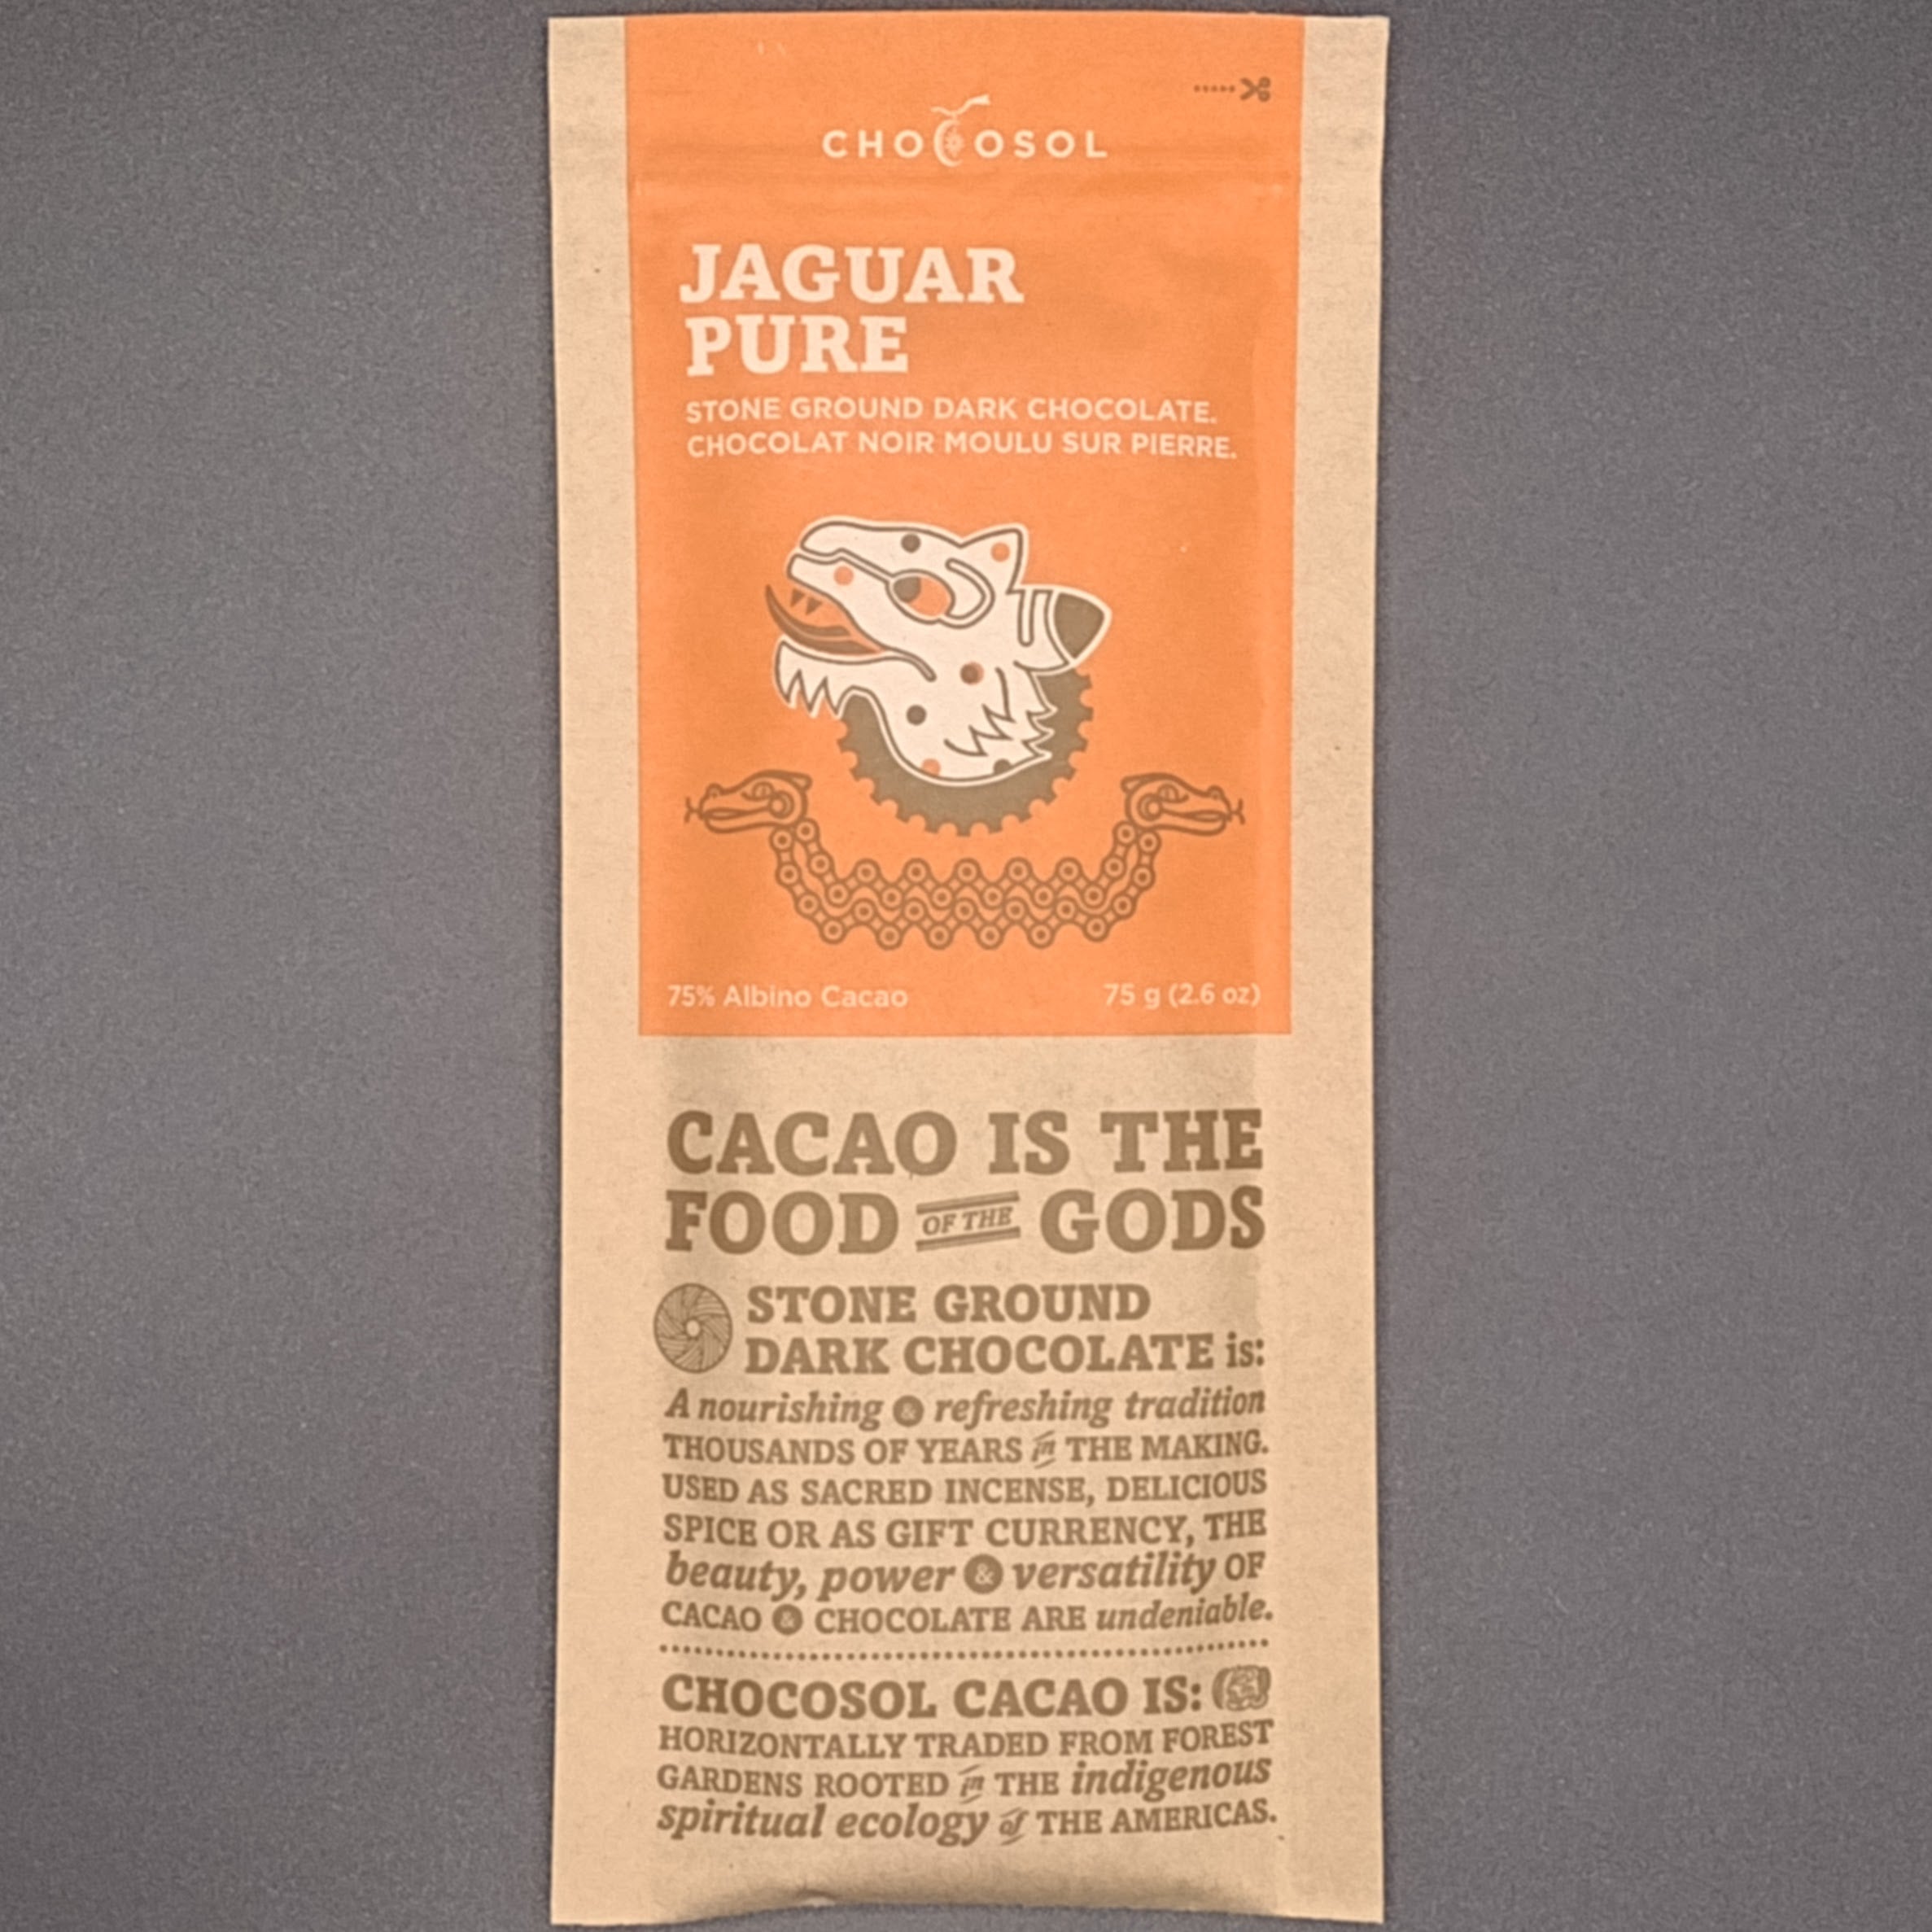 CHOCOSOL
JAGUAR
PURE
STONE GROUND DARK CHOCOLATE.
CHOCOLAT NOIR MOULU SUR PIERRE.
75% Albino Cacao
75 g (2.6 oz)
CACAO IS THE
FOOD OF THE GODS
STONE GROUND
DARK CHOCOLATE is:
A nourishing & refreshing tradition
THOUSANDS OF YEARS in THE MAKING.
USED AS SACRED INCENSE, DELICIOUS
SPICE OR AS GIFT CURRENCY, THE
beauty, power & versatility OF
CACAO & CHOCOLATE ARE undeniable.
CHOCOSOL CACAO IS:
HORIZONTALLY TRADED FROM FOREST
GARDENS ROOTED in THE indigenous
spiritual ecology of THE AMERICAS.